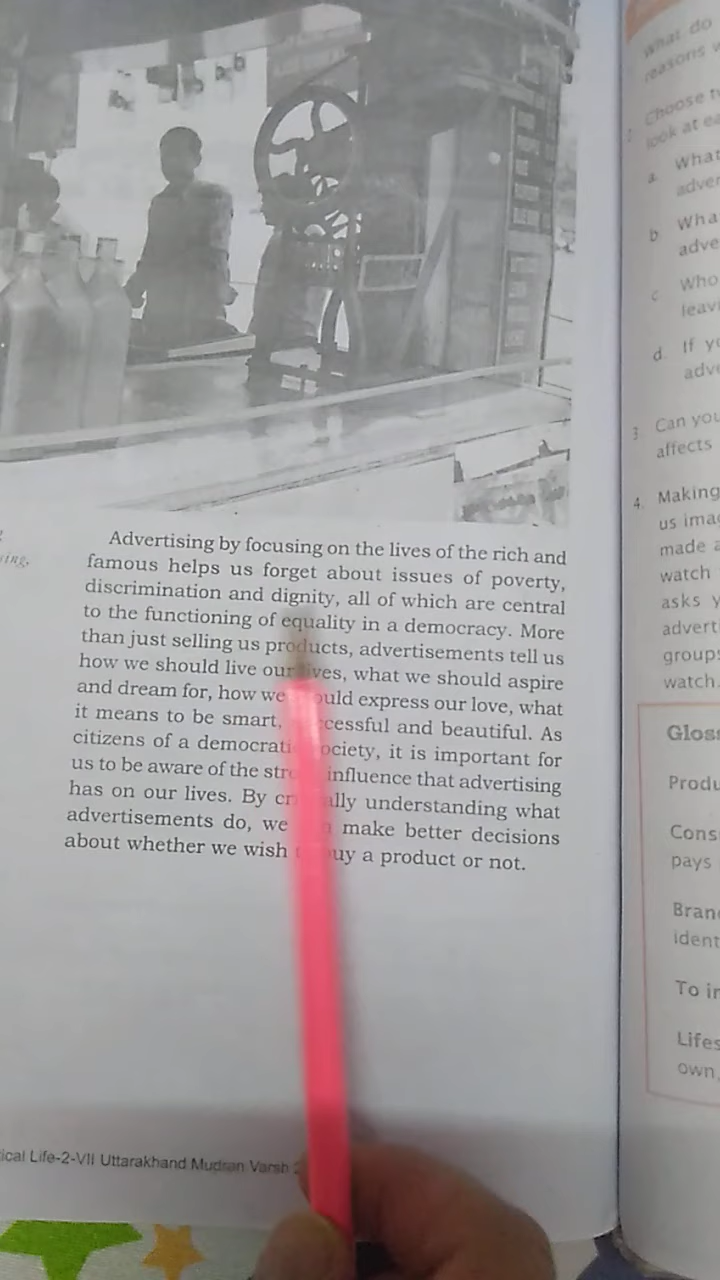 ing,
Advertising by focusing on the lives of the rich and
famous helps us forget about issues of poverty,
discrimination and dignity, all of which are central
to the functioning of equality in a democracy. More
than just selling us products, advertisements tell us
how we should live our lives, what we should aspire
and dream for, how we should express our love, what
it means to be smart, successful and beautiful. As
citizens of a democratic society, it is important for
us to be aware of the strong influence that advertising
has on our lives. By critically understanding what
advertisements do, we can make better decisions
about whether we wish to buy a product or not.
ical Life-2-VII Uttarakhand Mudran Varsh
What do
reasons
Choose
look at
a. What
adver
b Wha
adve
c Who
leav
d. If
adve
3 Can you
affects
4. Making
us ima
made a
watch
asks y
advert
groups
watch.
Glos
Produ
Cons
pays
Bran
ident
To i
Lifes
own,